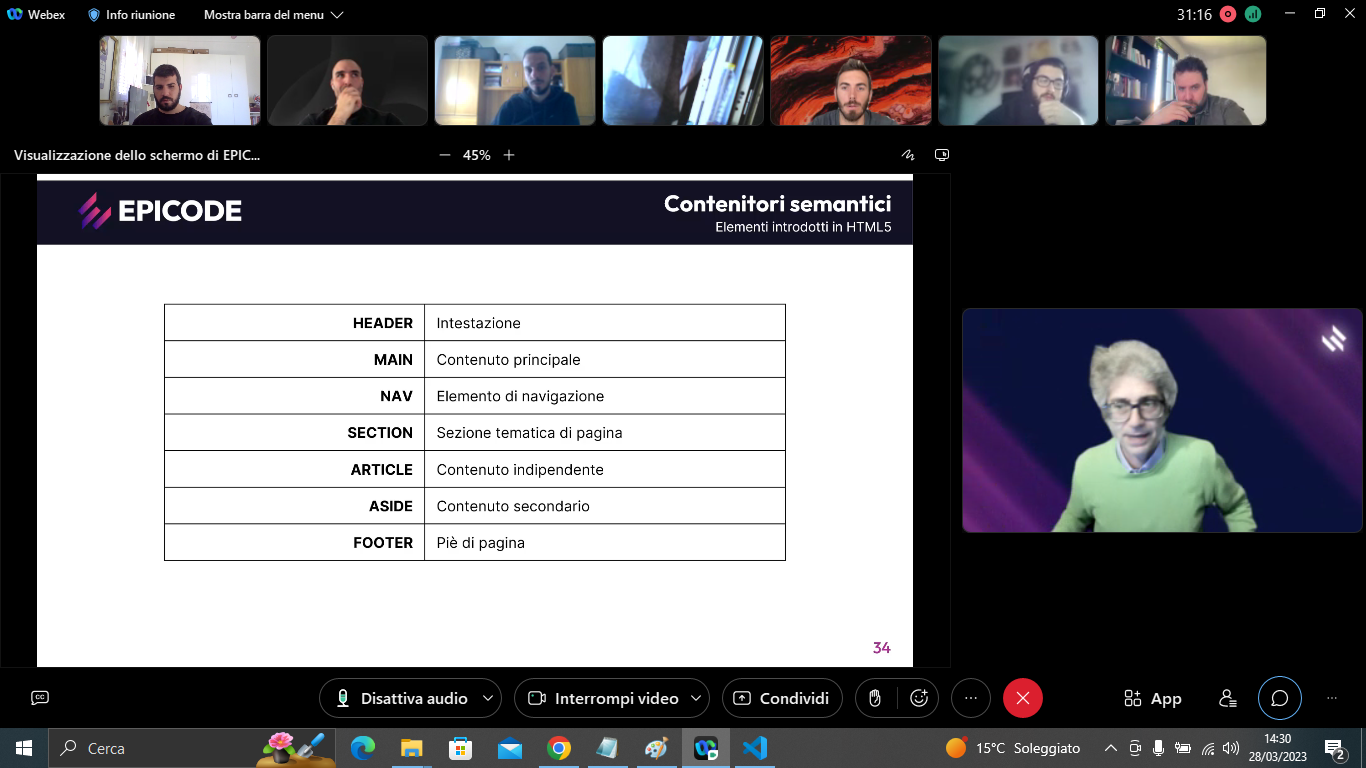 Webex
Info riunione
Mostra barra del menu
31:16
Visualizzazione dello schermo di EPIC...
45%
EPICODE
Contenitori semantici
Elementi introdotti in HTML5
HEADER Intestazione
MAIN Contenuto principale
NAV Elemento di navigazione
SECTION Sezione tematica di pagina
ARTICLE Contenuto indipendente
ASIDE Contenuto secondario
FOOTER Piè di pagina
34
CC
Disattiva audio
Interrompi video
Condividi
App
Cerca
15°C Soleggiato
14:30
28/03/2023
2